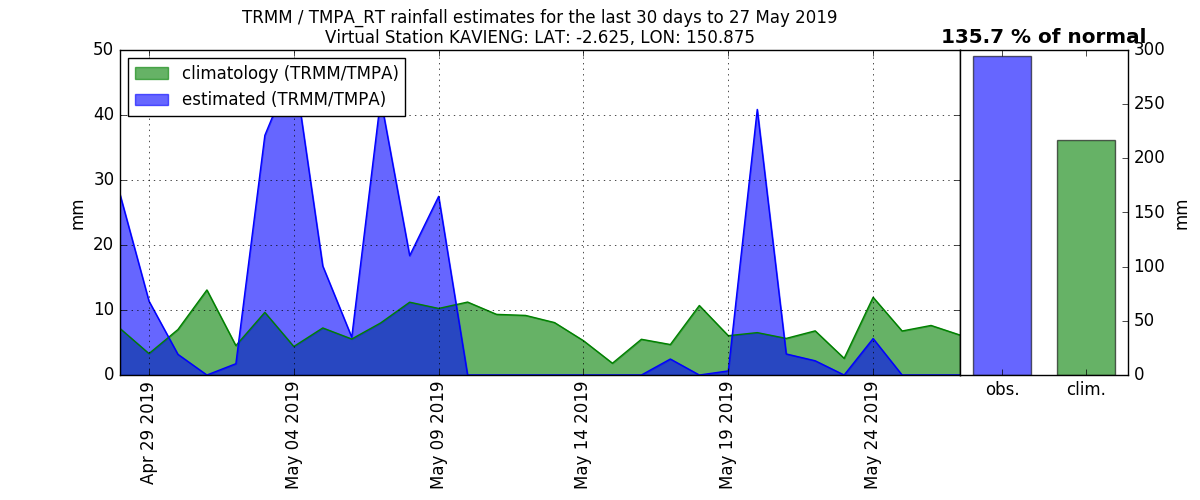 TRMM / TMPA_RT rainfall estimates for the last 30 days to 27 May 2019
Virtual Station KAVIENG: LAT: -2.625, LON: 150.875
135.7 % of normal
climatology (TRMM/TMPA)
estimated (TRMM/TMPA)
50
40
30
20
10
0
mm
Apr 29 2019
May 04 2019
May 09 2019
May 14 2019
May 19 2019
May 24 2019
300
250
200
150
100
50
0
mm
obs.
clim.